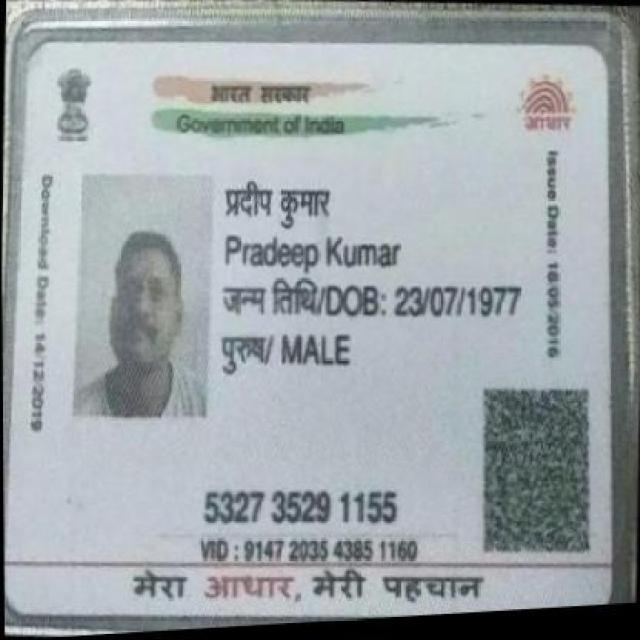 भारत सरकार
Government of India
आधार
Download Date: 14/12/2019
Issue Date: 16/05/2016
प्रदीप कुमार
Pradeep Kumar
जन्म तिथि/DOB: 23/07/1977
पुरुष/ MALE
5327 3529 1155
VID : 9147 2035 4385 1160
मेरा आधार, मेरी पहचान